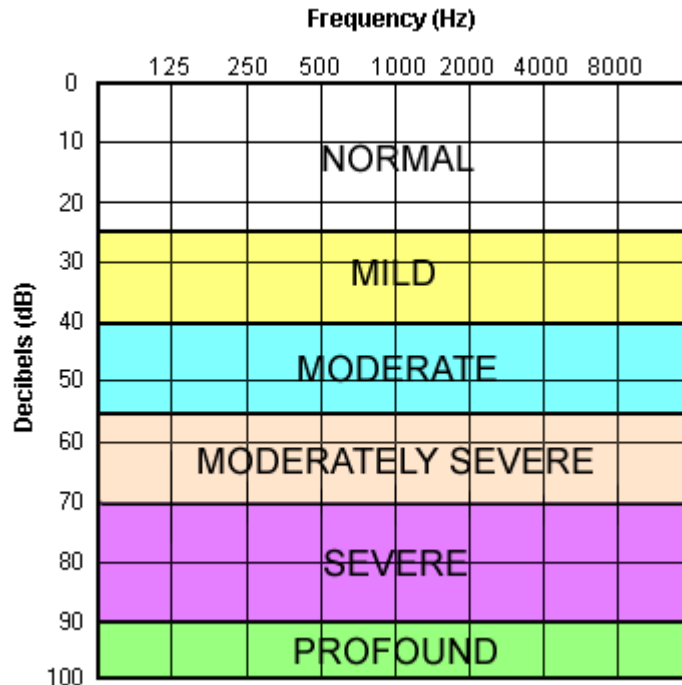 Frequency (Hz)
125 250 500 1000 2000 4000 8000
0
10
NORMAL
20
30
MILD
40
MODERATE
50
60
MODERATELY SEVERE
70
80
SEVERE
90
PROFOUND
100
Decibels (dB)